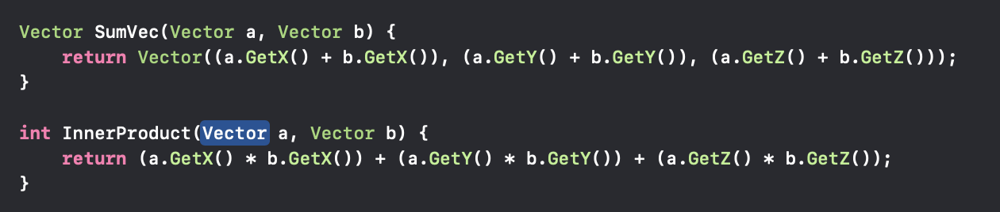 Vector SumVec(Vector a, Vector b) {
    return Vector((a.GetX() + b.GetX()), (a.GetY() + b.GetY()), (a.GetZ() + b.GetZ()));
}
int InnerProduct(Vector a, Vector b) {
    return (a.GetX() * b.GetX()) + (a.GetY() * b.GetY()) + (a.GetZ() * b.GetZ());
}